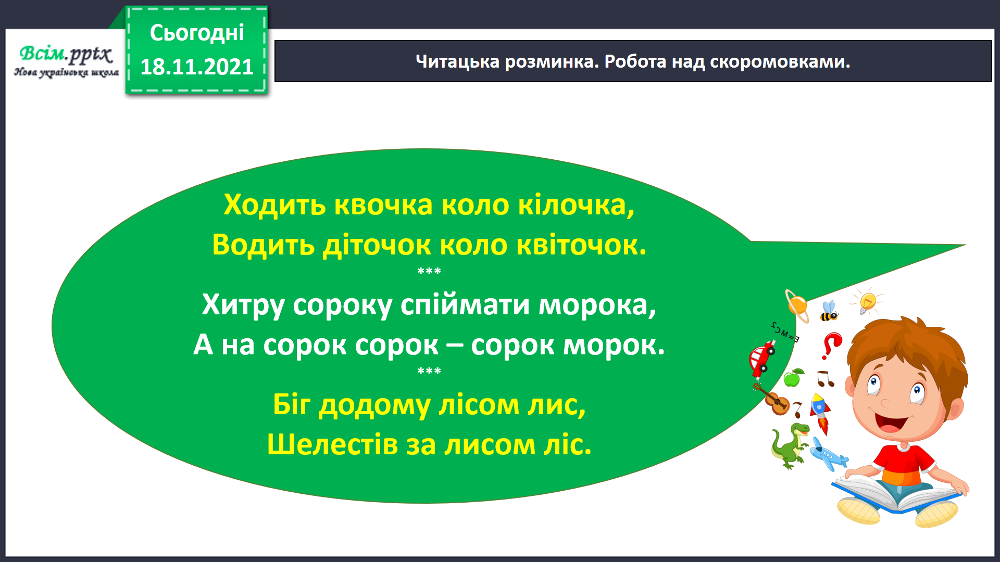 Всім.pptx
Нова українська школа
Сьогодні
18.11.2021
Читацька розминка. Робота над скоромовками.
Ходить квочка коло кілочка,
Водить діточок коло квіточок.
***
Хитру сороку спіймати морока,
А на сорок сорок – сорок морок.
***
Біг додому лісом лис,
Шелестів за лисом ліс.
E=MC2